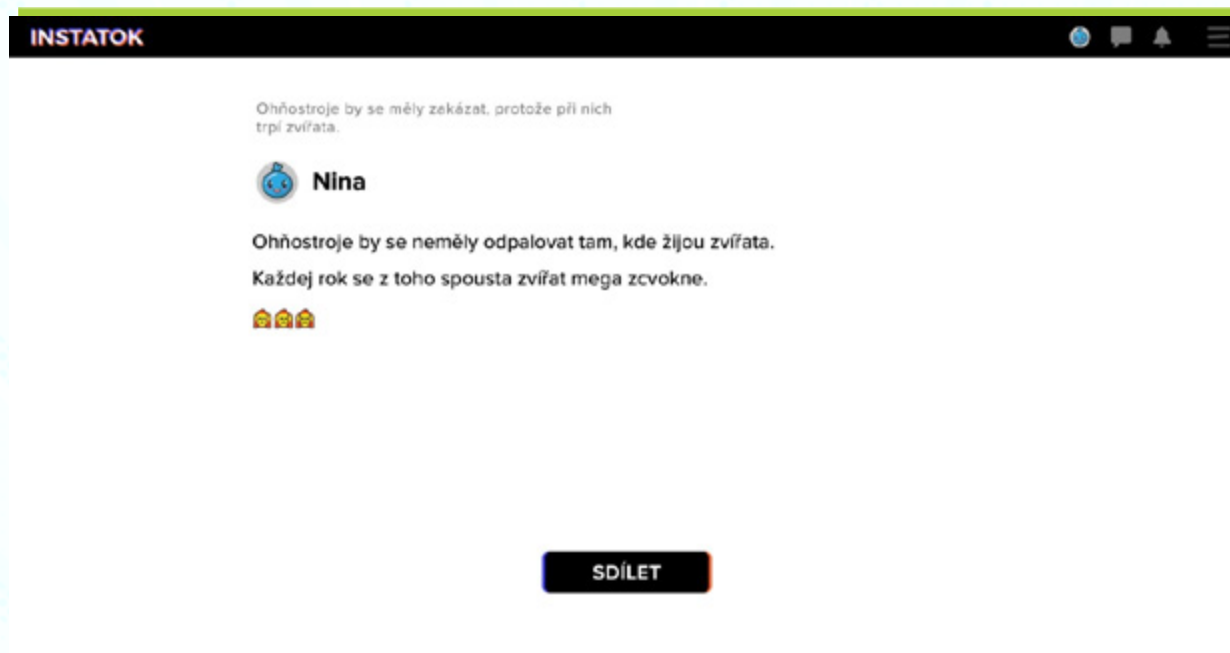 INSTATOK
Ohňostroje by se měly zakázat, protože při nich
trpí zvířata.
Nina
Ohňostroje by se neměly odpalovat tam, kde žijou zvířata.
Každej rok se z toho spousta zvířat mega zcvokne.
SDÍLET